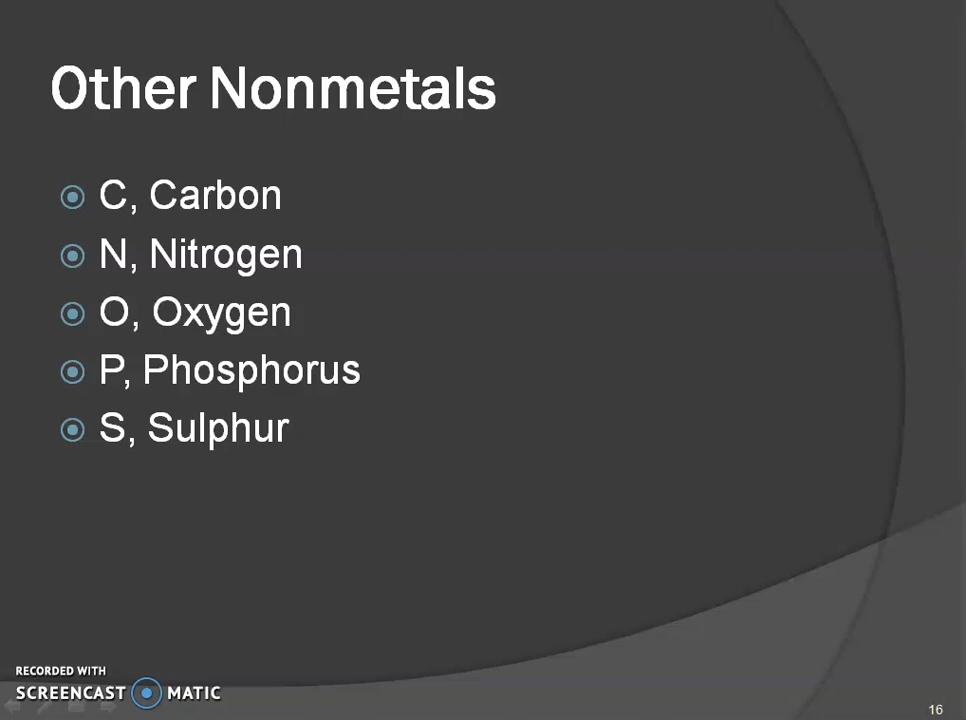 Other Nonmetals
C, Carbon
N, Nitrogen
O, Oxygen
P, Phosphorus
S, Sulphur
RECORDED WITH
SCREENCAST MATIC
16